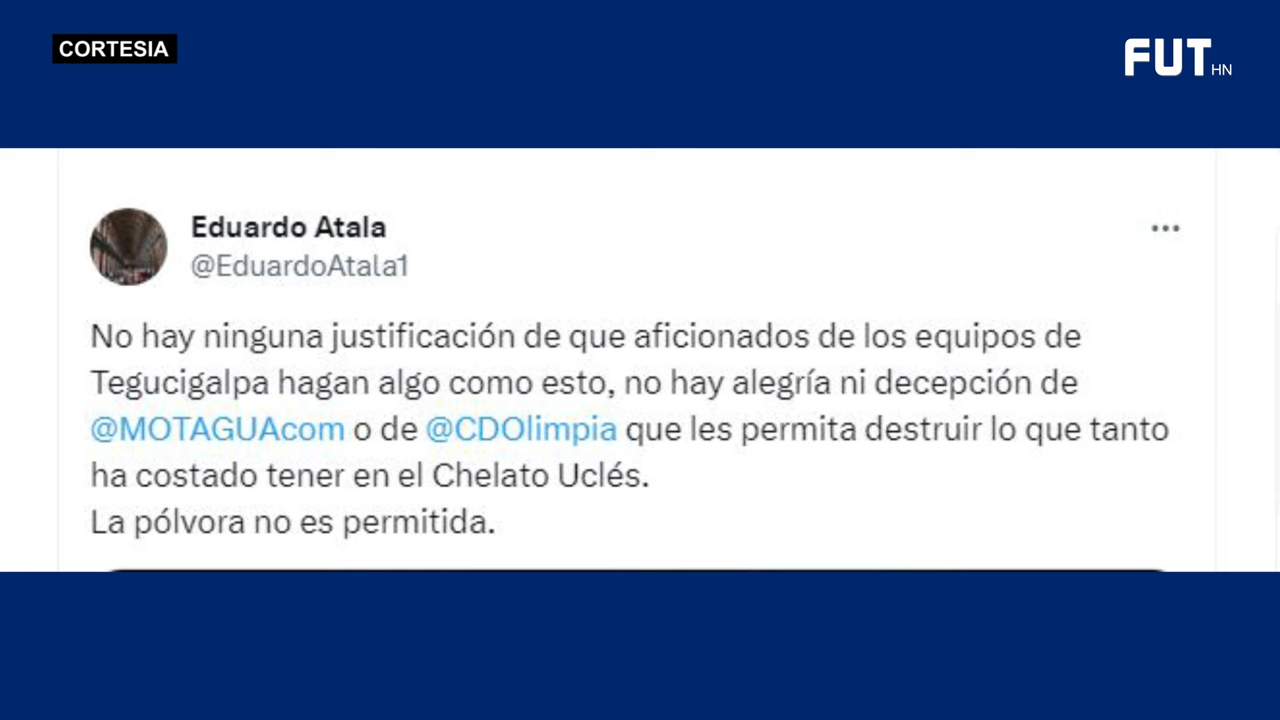 CORTESIA
FUT HN
Eduardo Atala
@EduardoAtala1
No hay ninguna justificación de que aficionados de los equipos de
Tegucigalpa hagan algo como esto, no hay alegría ni decepción de
@MOTAGUAcom o de @CDOlimpia que les permita destruir lo que tanto
ha costado tener en el Chelato Uclés.
La pólvora no es permitida.